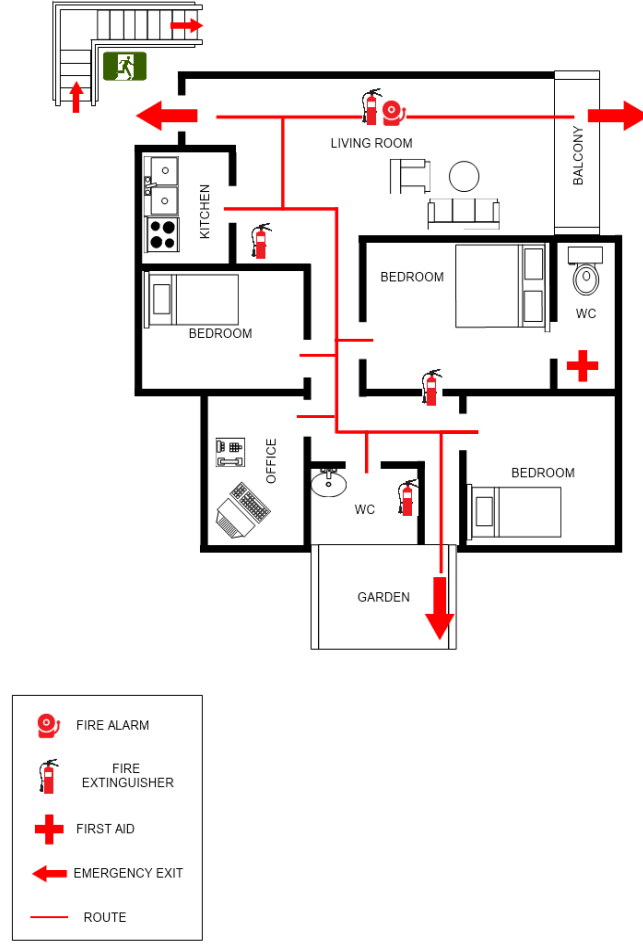 LIVING ROOM
BALCONY
KITCHEN
BEDROOM
WC
BEDROOM
OFFICE
BEDROOM
WC
GARDEN
FIRE ALARM
FIRE
EXTINGUISHER
FIRST AID
EMERGENCY EXIT
ROUTE